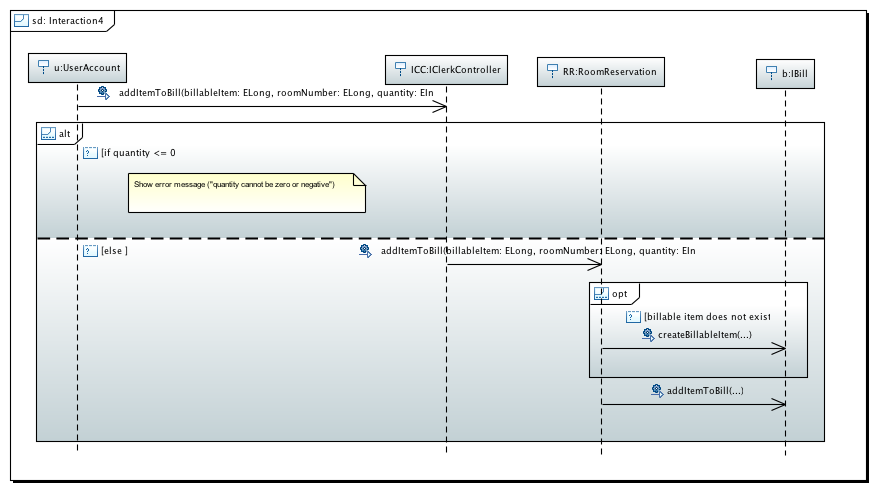 sd: Interaction4
u:UserAccount
ICC:IClerkController
RR:RoomReservation
b:IBill
addItemToBill(billableItem: ELong, roomNumber: ELong, quantity: EIn
alt
[if quantity <= 0
Show error message ("quantity cannot be zero or negative")
[else ]
addItemToBill(billableItem: ELong, roomNumber: ELong, quantity: EIn
opt
[billable item does not exist
createBillableItem(...)
addItemToBill(...)